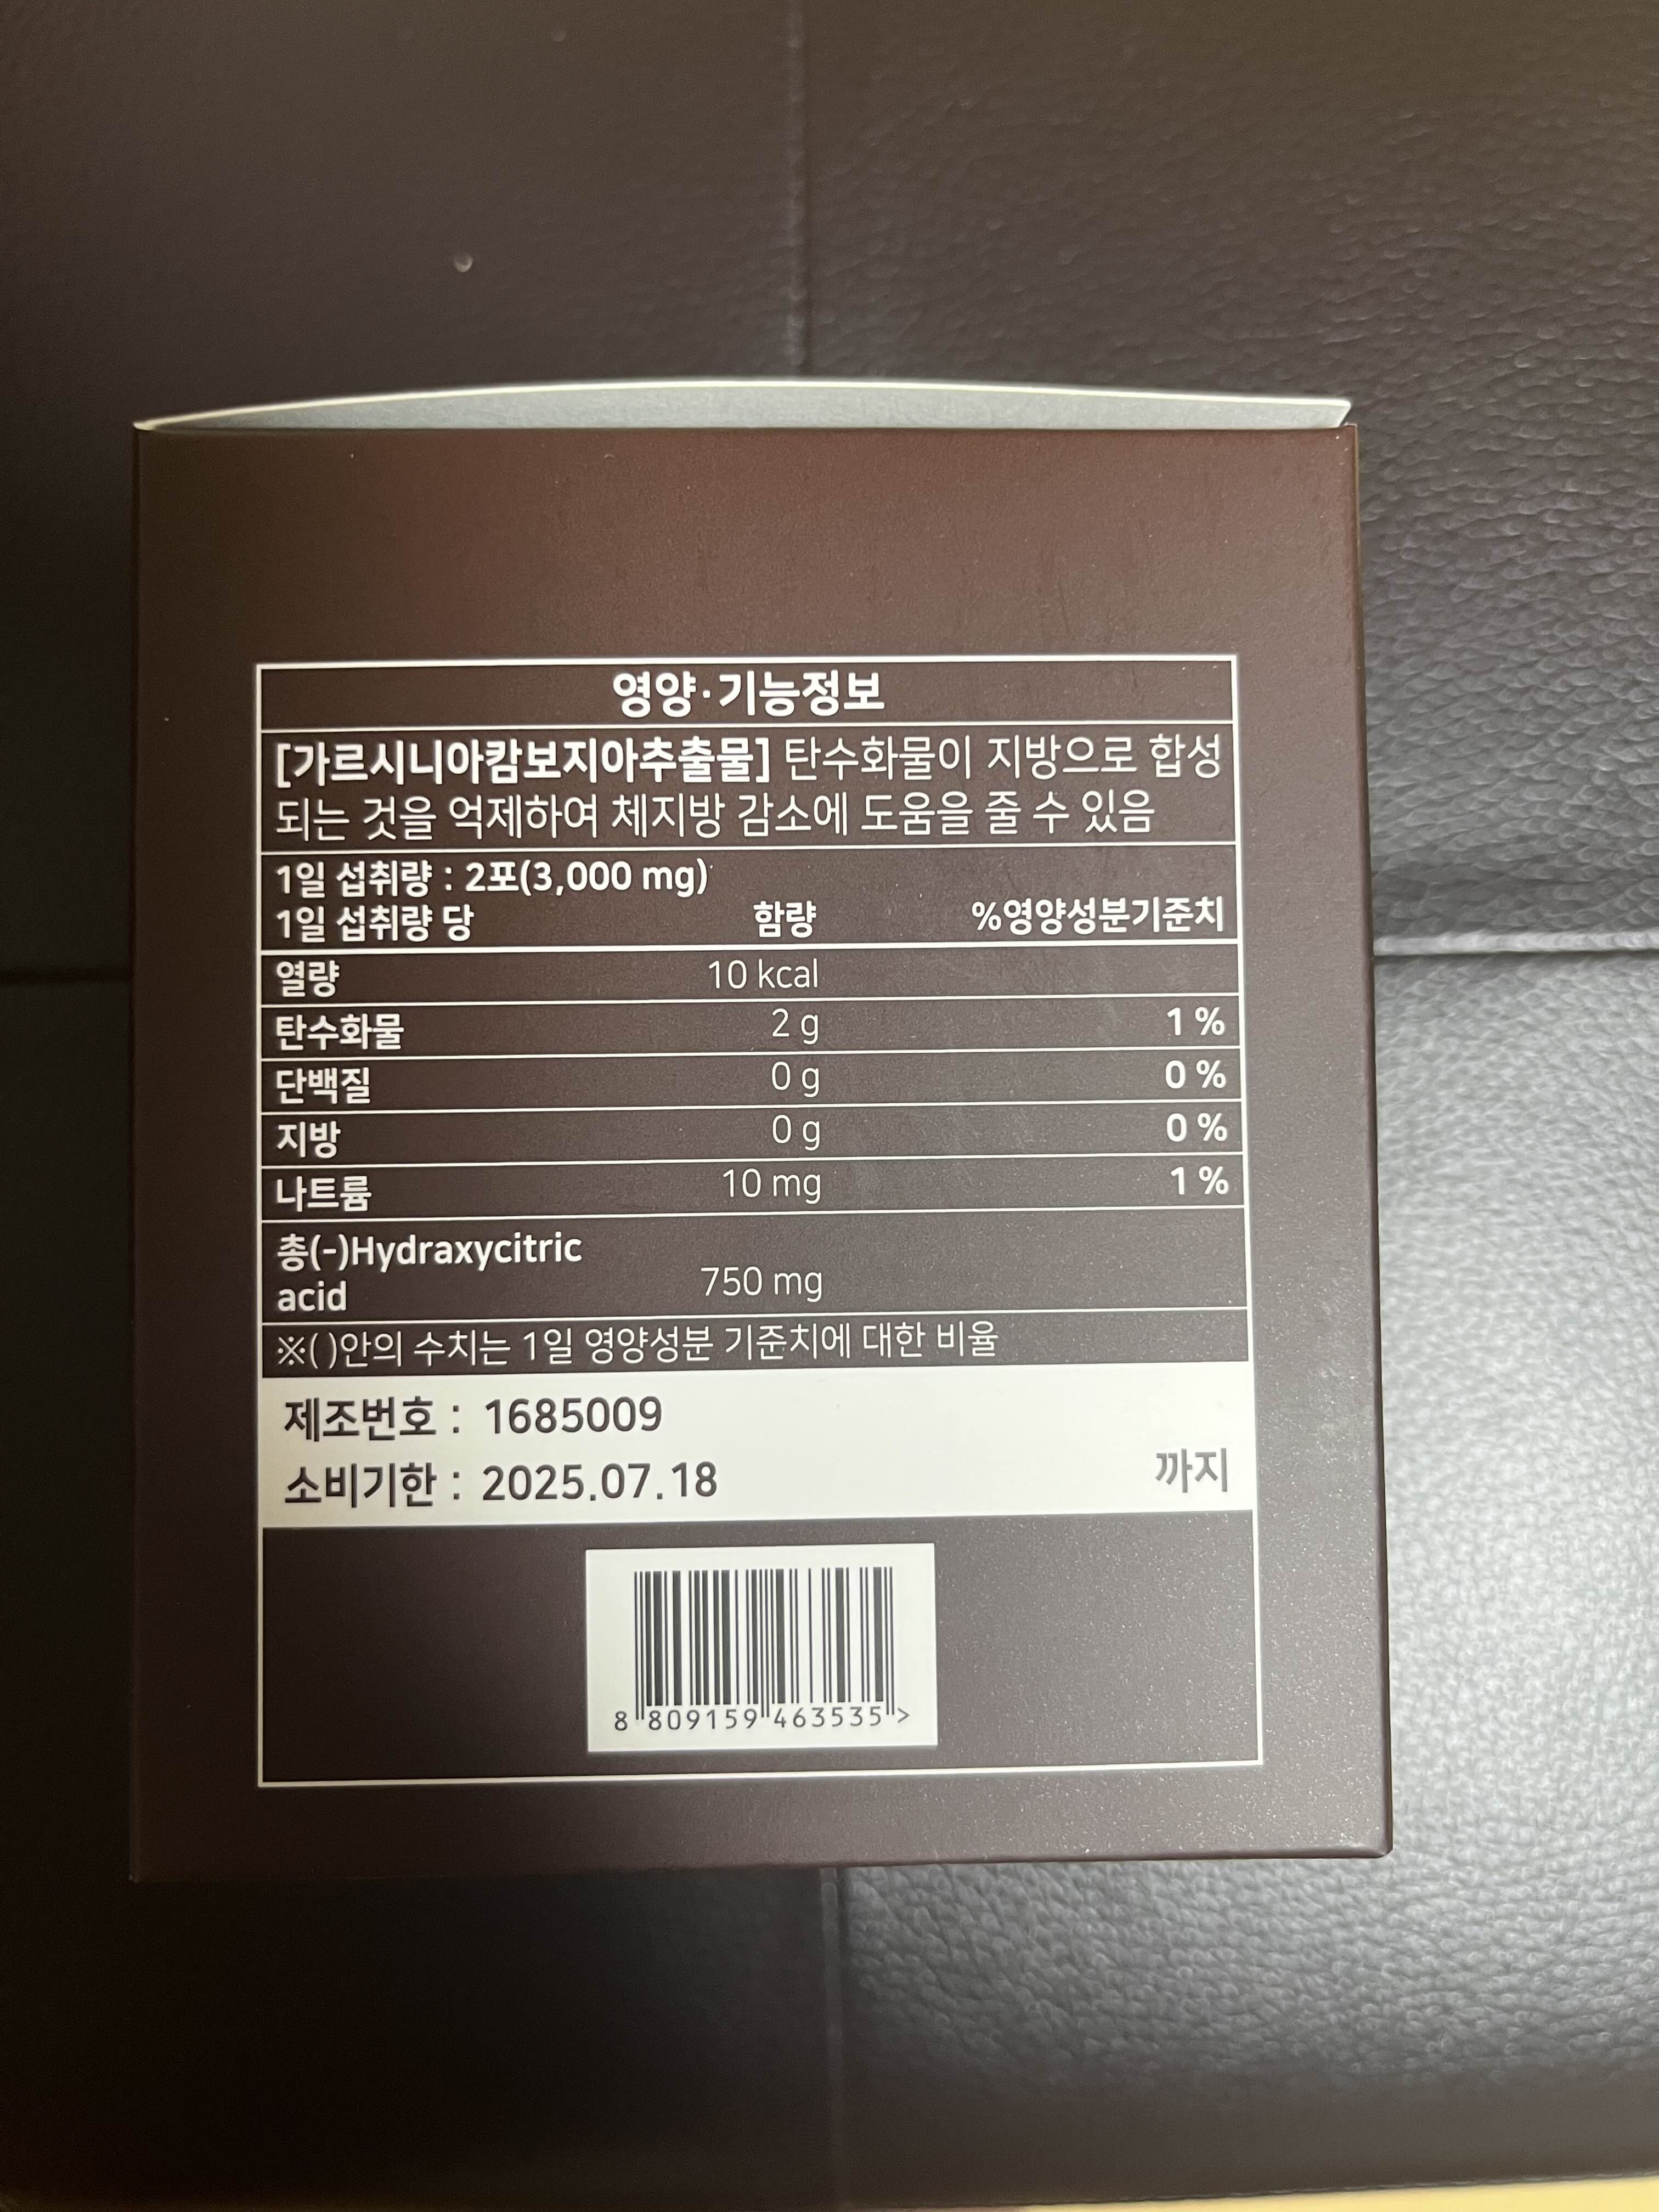 영양·기능정보
[가르시니아캄보지아추출물] 탄수화물이 지방으로 합성
되는 것을 억제하여 체지방 감소에 도움을 줄 수 있음
1일 섭취량 : 2포(3,000 mg)
1일 섭취량 당 함량 %영양성분기준치
열량 10 kcal
탄수화물 2 g 1 %
단백질 0 g 0 %
지방 0 g 0 %
나트륨 10 mg 1 %
총(-)Hydraxycitric
acid 750 mg
※( )안의 수치는 1일 영양성분 기준치에 대한 비율
제조번호 : 1685009
소비기한 : 2025.07.18 까지
8 809159 463535 >